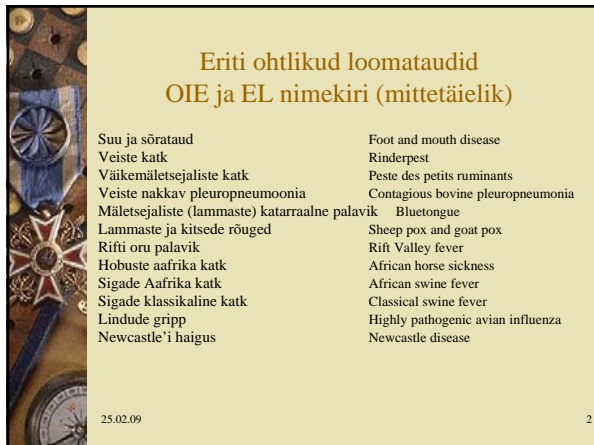 Eriti ohtlikud loomataudid
OIE ja EL nimekiri (mittetäielik)
Suu ja sõrataud Foot and mouth disease
Veiste katk Rinderpest
Väikemäletsejaliste katk Peste des petits ruminants
Veiste nakkav pleuropneumoonia Contagious bovine pleuropneumonia
Mäletsejaliste (lammaste) katarraalne palavik Bluetongue
Lammaste ja kitsede rõuged Sheep pox and goat pox
Rifti oru palavik Rift Valley fever
Hobuste aafrika katk African horse sickness
Sigade Aafrika katk African swine fever
Sigade klassikaline katk Classical swine fever
Lindude gripp Highly pathogenic avian influenza
Newcastle'i haigus Newcastle disease
25.02.09 2